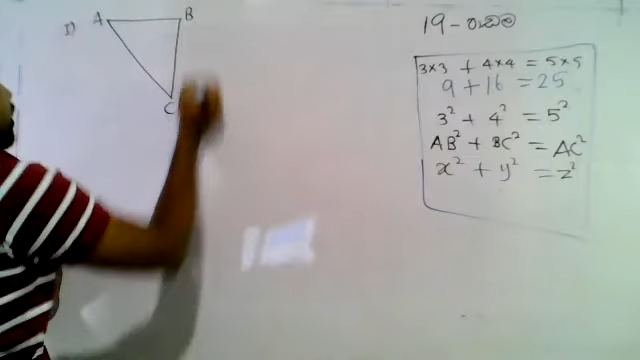 1) A B
C
19 - පාඩම
3×3 + 4×4 = 5×5
9 + 16 = 25
3² + 4² = 5²
AB² + BC² = AC²
x² + y² = z²